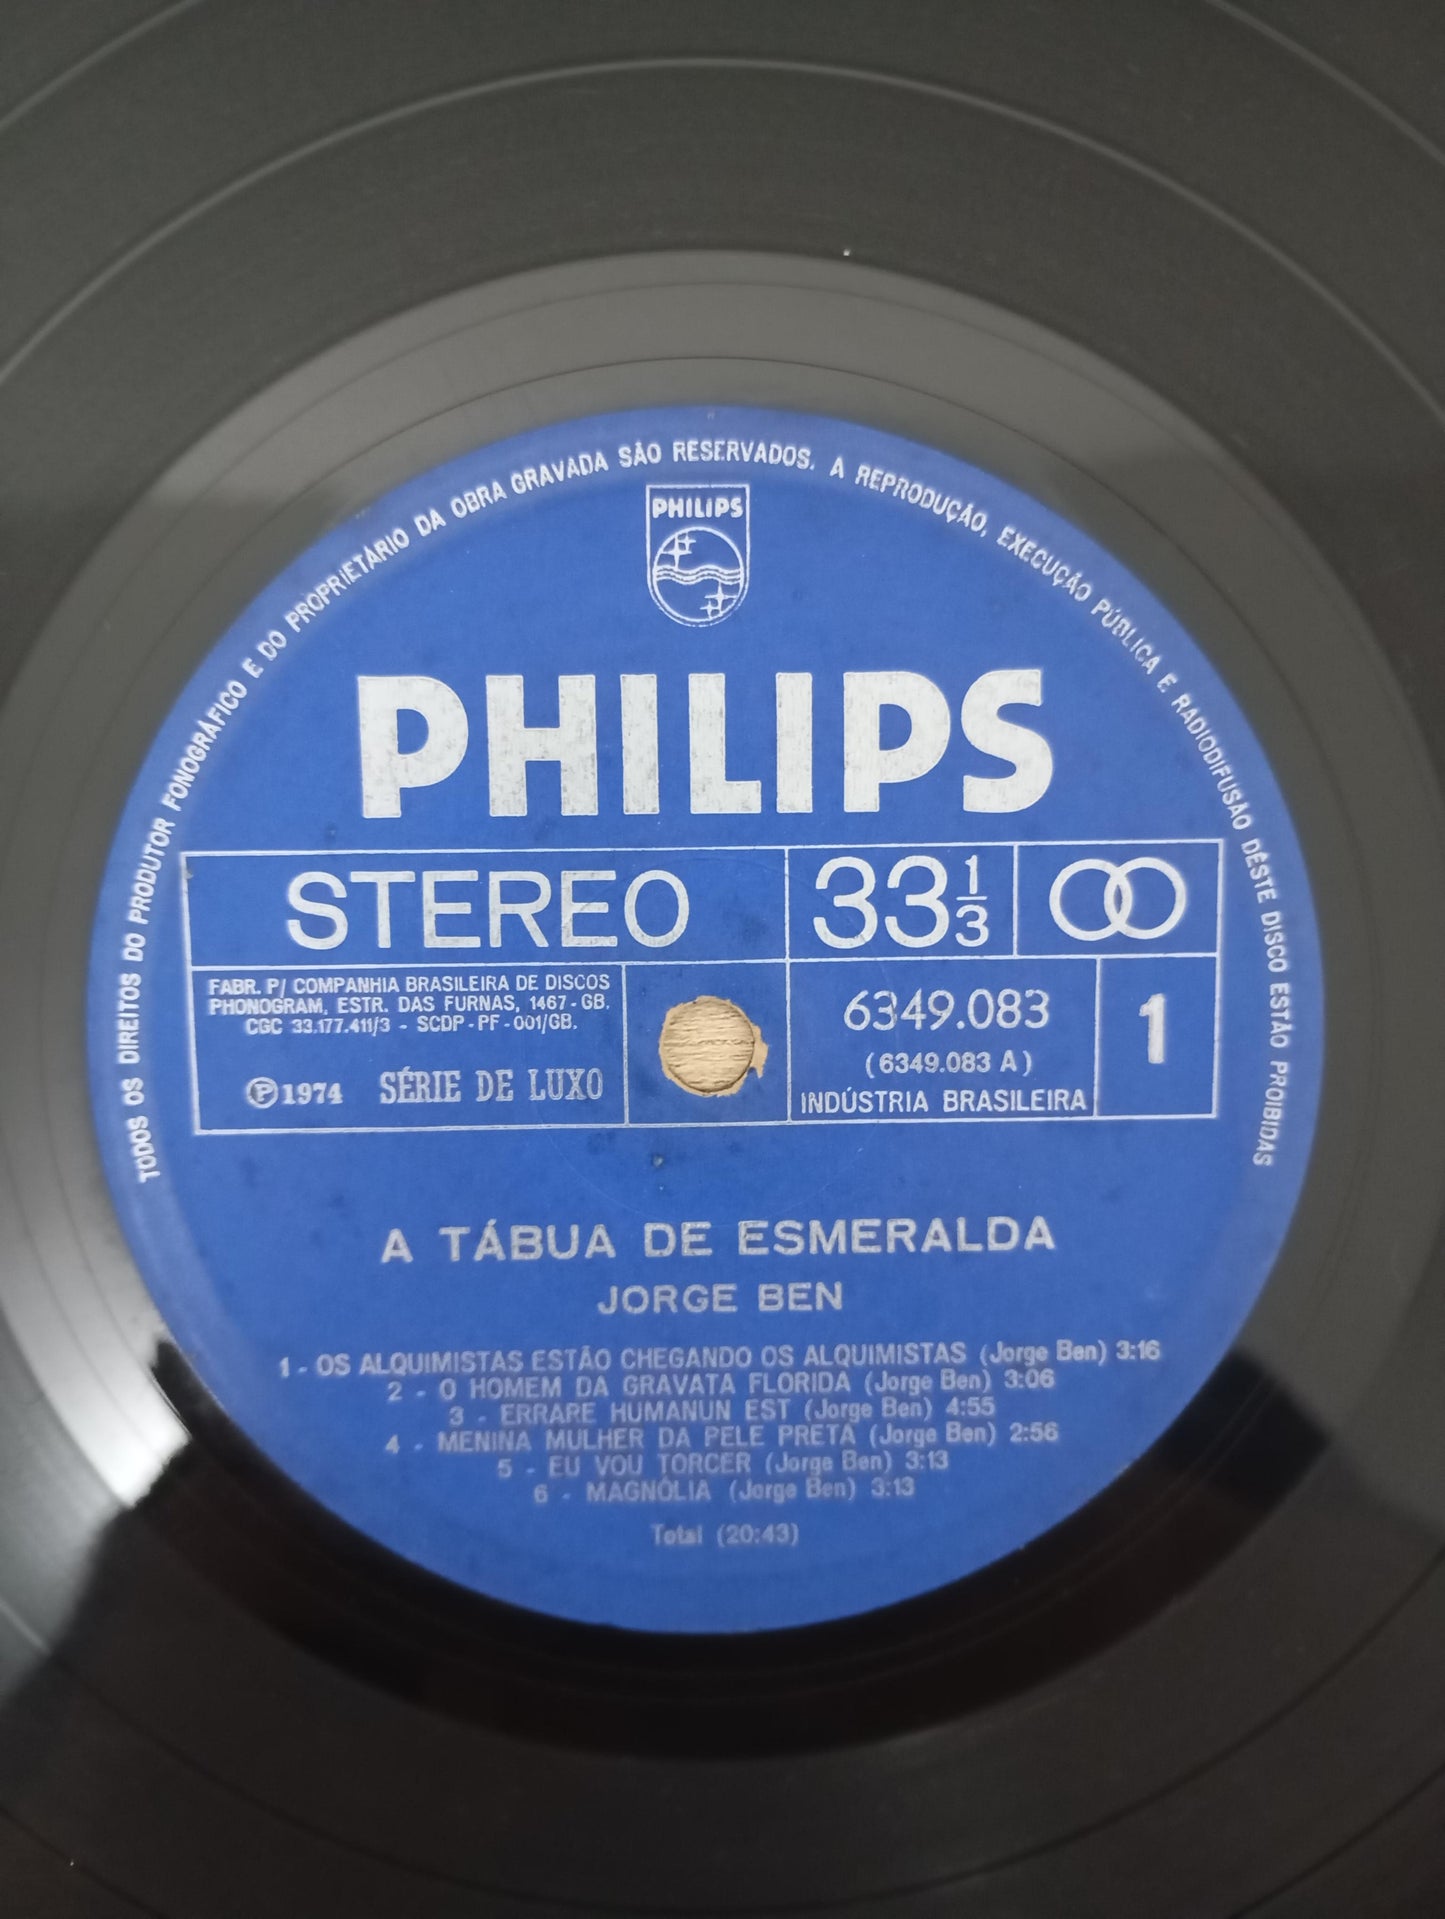 TODOS OS DIREITOS DO PRODUTOR FONOGRÁFICO E DO PROPRIETÁRIO DA OBRA GRAVADA SÃO RESERVADOS. A REPRODUÇÃO, EXECUÇÃO PÚBLICA E RADIODIFUSÃO DÊSTE DISCO ESTÃO PROIBIDAS
PHILIPS
PHILIPS
STEREO
33 1/3
FABR. P/ COMPANHIA BRASILEIRA DE DISCOS
PHONOGRAM, ESTR. DAS FURNAS, 1467-GB.
CGC 33.177.411/3 - SCDP-PF-001/GB.
℗ 1974 SÉRIE DE LUXO
6349.083
(6349.083 A)
INDÚSTRIA BRASILEIRA
1
A TÁBUA DE ESMERALDA
JORGE BEN
1 - OS ALQUIMISTAS ESTÃO CHEGANDO OS ALQUIMISTAS (Jorge Ben) 3:16
2 - O HOMEM DA GRAVATA FLORIDA (Jorge Ben) 3:06
3 - ERRARE HUMANUN EST (Jorge Ben) 4:55
4 - MENINA MULHER DA PELE PRETA (Jorge Ben) 2:56
5 - EU VOU TORCER (Jorge Ben) 3:13
6 - MAGNÓLIA (Jorge Ben) 3:13
Total (20:43)